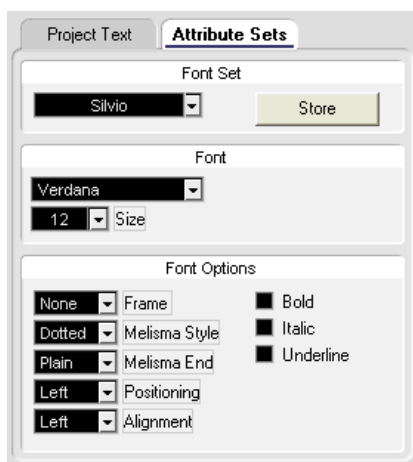 Project Text Attribute Sets
Font Set
Silvio Store
Font
Verdana
12 Size
Font Options
None Frame Bold
Dotted Melisma Style Italic
Plain Melisma End Underline
Left Positioning
Left Alignment